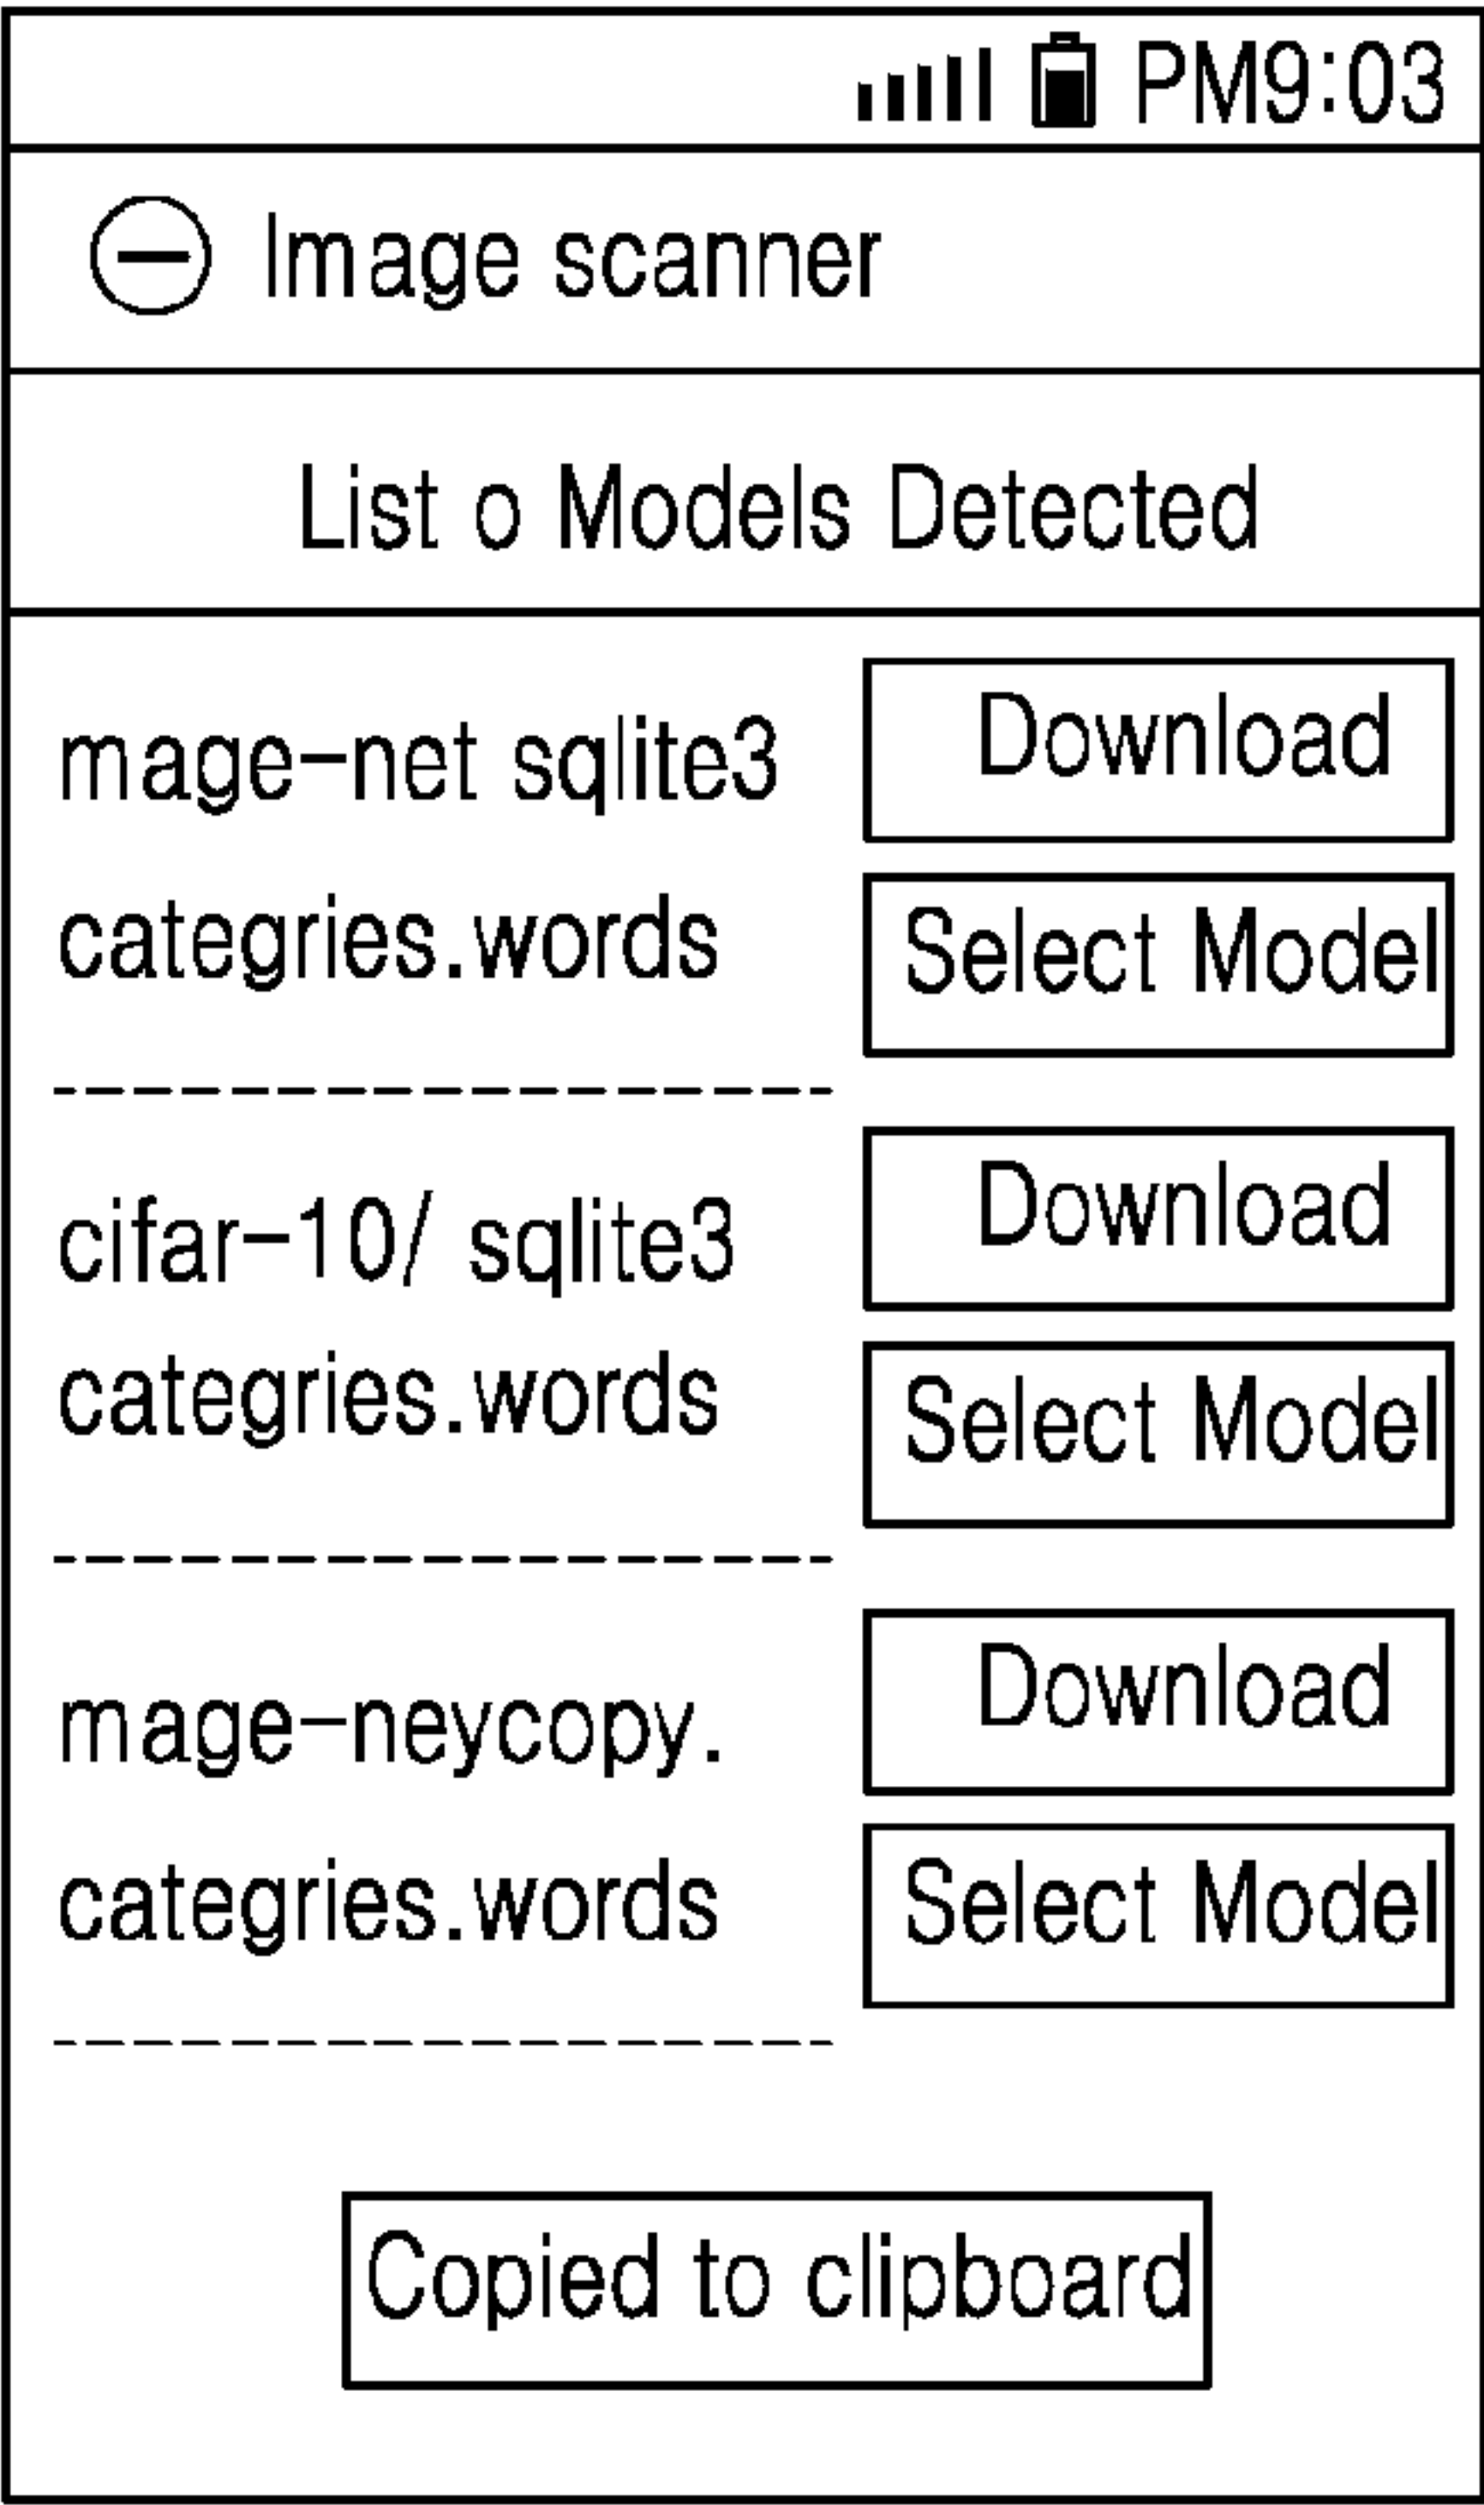 PM9:03
Image scanner
List o Models Detected
mage-net sqlite3
Download
categries.words
Select Model
cifar-10/ sqlite3
Download
categries.words
Select Model
mage-neycopy.
Download
categries.words
Select Model
Copied to clipboard